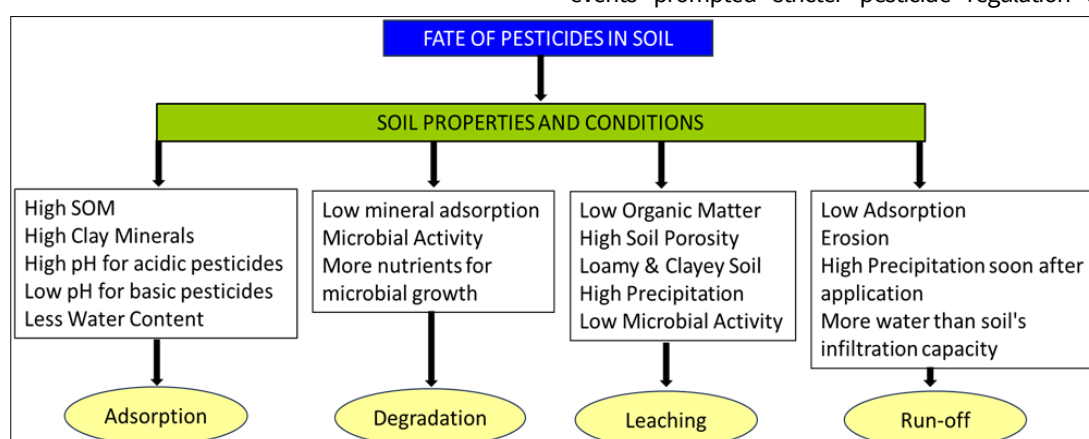 events prompted stricter pesticide regulation
FATE OF PESTICIDES IN SOIL
SOIL PROPERTIES AND CONDITIONS
High SOM
High Clay Minerals
High pH for acidic pesticides
Low pH for basic pesticides
Less Water Content
Low mineral adsorption
Microbial Activity
More nutrients for
microbial growth
Low Organic Matter
High Soil Porosity
Loamy & Clayey Soil
High Precipitation
Low Microbial Activity
Low Adsorption
Erosion
High Precipitation soon after
application
More water than soil's
infiltration capacity
Adsorption
Degradation
Leaching
Run-off